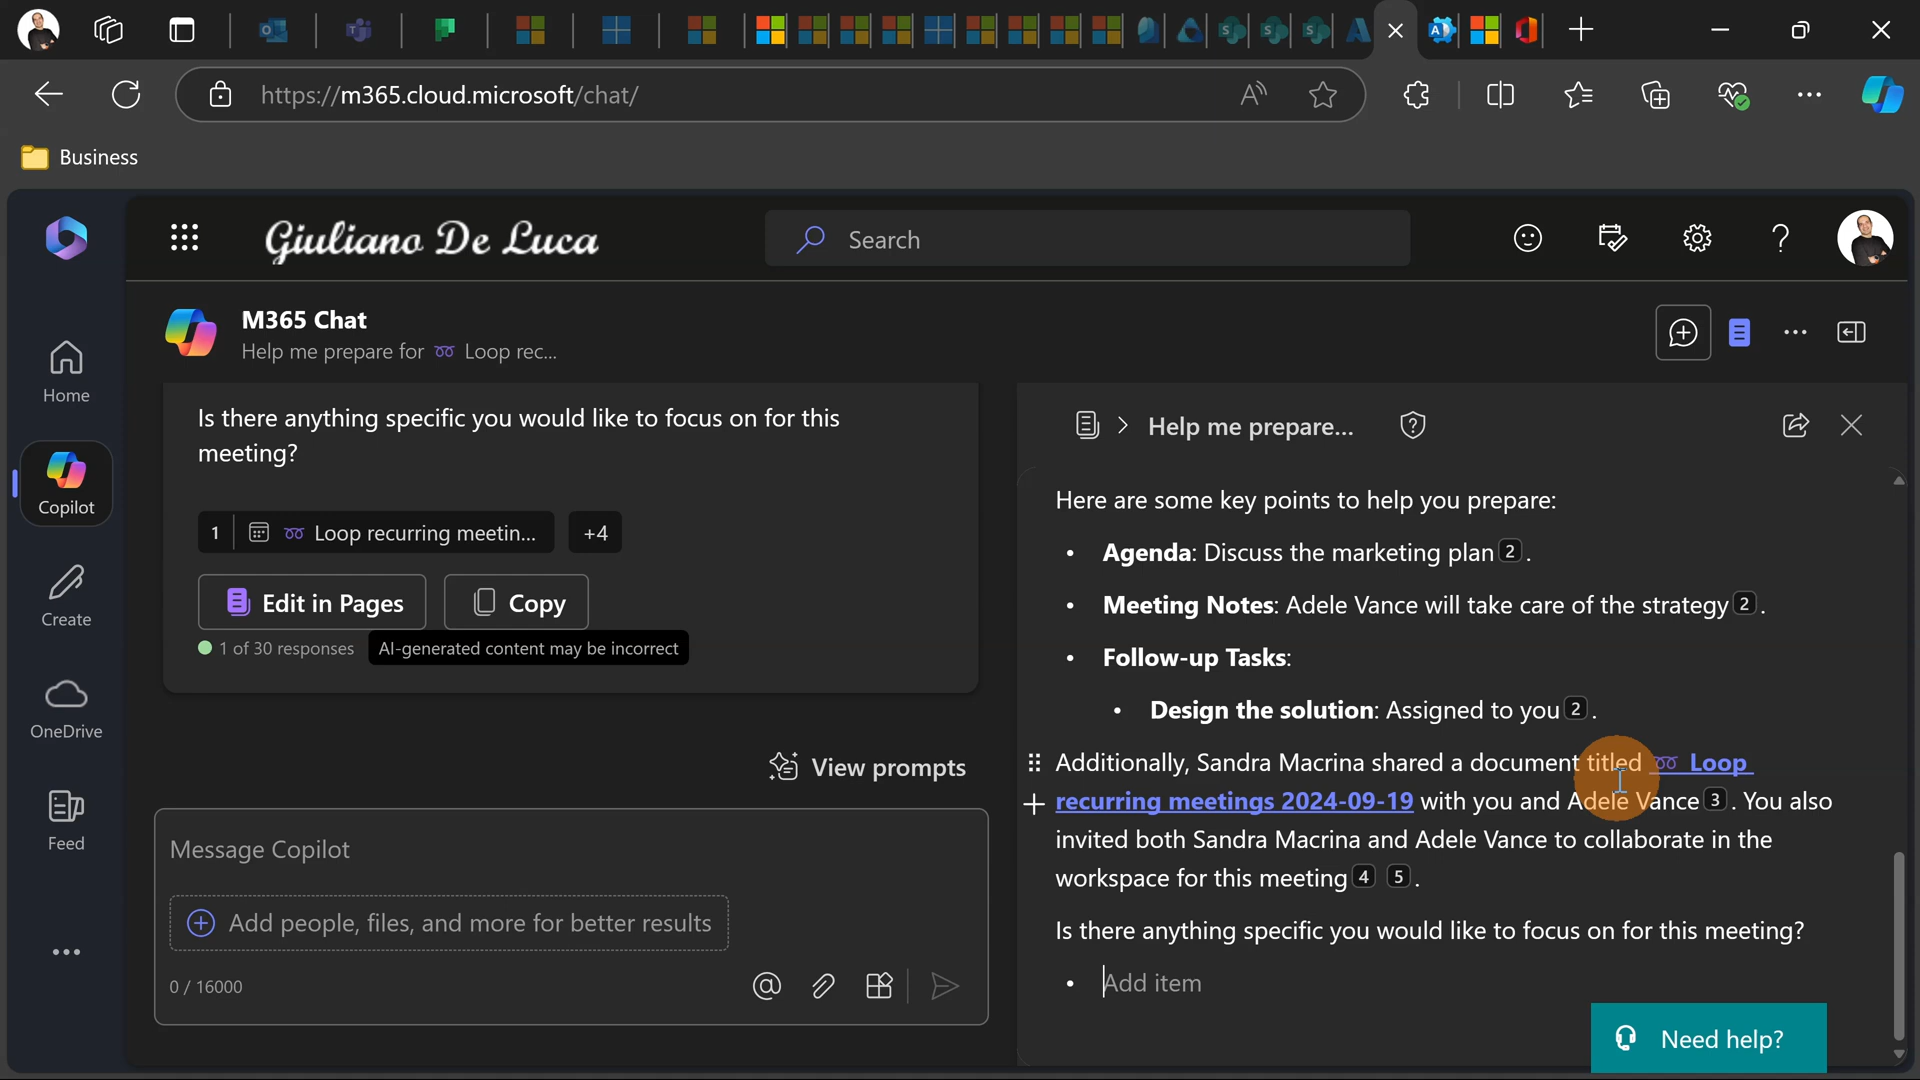 https://m365.cloud.microsoft/chat/
Business
Giuliano De Luca
Search
M365 Chat
Help me prepare for Loop rec...
Home
Copilot
Create
OneDrive
Feed
Is there anything specific you would like to focus on for this
meeting?
1 Loop recurring meetin... +4
Edit in Pages Copy
1 of 30 responses AI-generated content may be incorrect
View prompts
Message Copilot
Add people, files, and more for better results
0 / 16000
Help me prepare...
Here are some key points to help you prepare:
• Agenda: Discuss the marketing plan 2.
• Meeting Notes: Adele Vance will take care of the strategy 2.
• Follow-up Tasks:
• Design the solution: Assigned to you 2.
Additionally, Sandra Macrina shared a document titled Loop
recurring meetings 2024-09-19 with you and Adele Vance 3. You also
invited both Sandra Macrina and Adele Vance to collaborate in the
workspace for this meeting 4 5.
Is there anything specific you would like to focus on for this meeting?
• Add item
Need help?